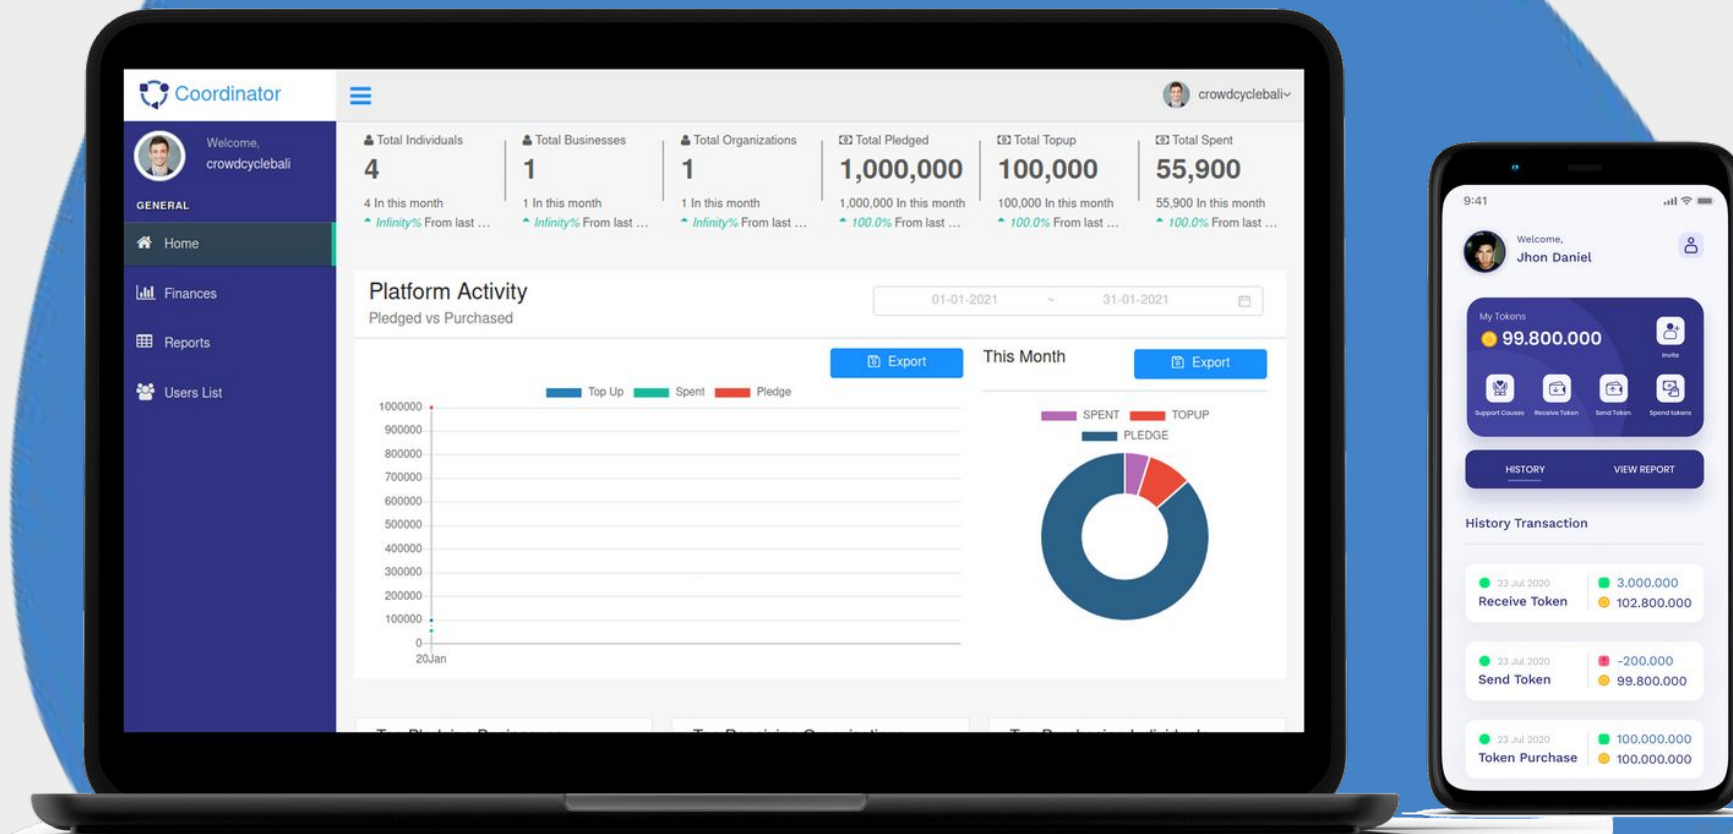 Coordinator
crowdcyclebali
Welcome,
crowdcyclebali
GENERAL
Home
Finances
Reports
Users List
Total Individuals
4
4 In this month
Infinity% From last ...
Total Businesses
1
1 In this month
Infinity% From last ...
Total Organizations
1
1 In this month
Infinity% From last ...
Total Pledged
1,000,000
1,000,000 In this month
100.0% From last ...
Total Topup
100,000
100,000 In this month
100.0% From last ...
Total Spent
55,900
55,900 In this month
100.0% From last ...
Platform Activity
Pledged vs Purchased
01-01-2021 ~ 31-01-2021
Export
Top Up Spent Pledge
1000000
900000
800000
700000
600000
500000
400000
300000
200000
100000
0
20Jan
This Month
Export
SPENT TOPUP
PLEDGE
9:41
Welcome,
Jhon Daniel
My Tokens
99.800.000
Invite
Support Causes Receive Token Send Token Spend tokens
HISTORY VIEW REPORT
History Transaction
23 Jul 2020 3.000.000
Receive Token 102.800.000
23 Jul 2020 -200.000
Send Token 99.800.000
23 Jul 2020 100.000.000
Token Purchase 100.000.000